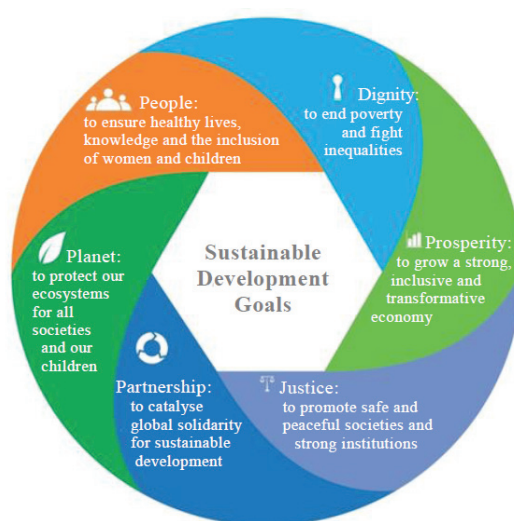 Sustainable
Development
Goals
Dignity:
to end poverty
and fight
inequalities
Prosperity:
to grow a strong,
inclusive and
transformative
economy
Justice:
to promote safe and
peaceful societies and
strong institutions
Partnership:
to catalyse
global solidarity
for sustainable
development
Planet:
to protect our
ecosystems
for all
societies
and our
children
People:
to ensure healthy lives,
knowledge and the inclusion
of women and children